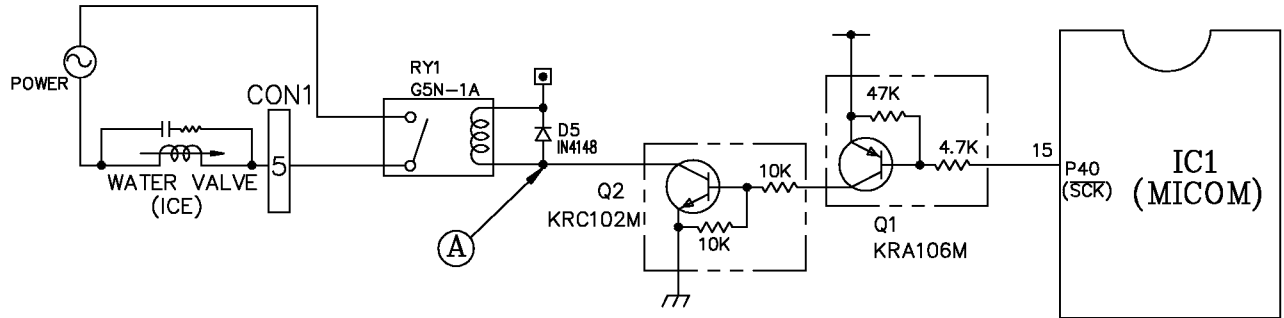 POWER
CON1
5
WATER VALVE
(ICE)
RY1
G5N-1A
D5
IN4148
A
Q2
KRC102M
10K
10K
47K
4.7K
Q1
KRA106M
15
P40
(SCK)
IC1
(MICOM)